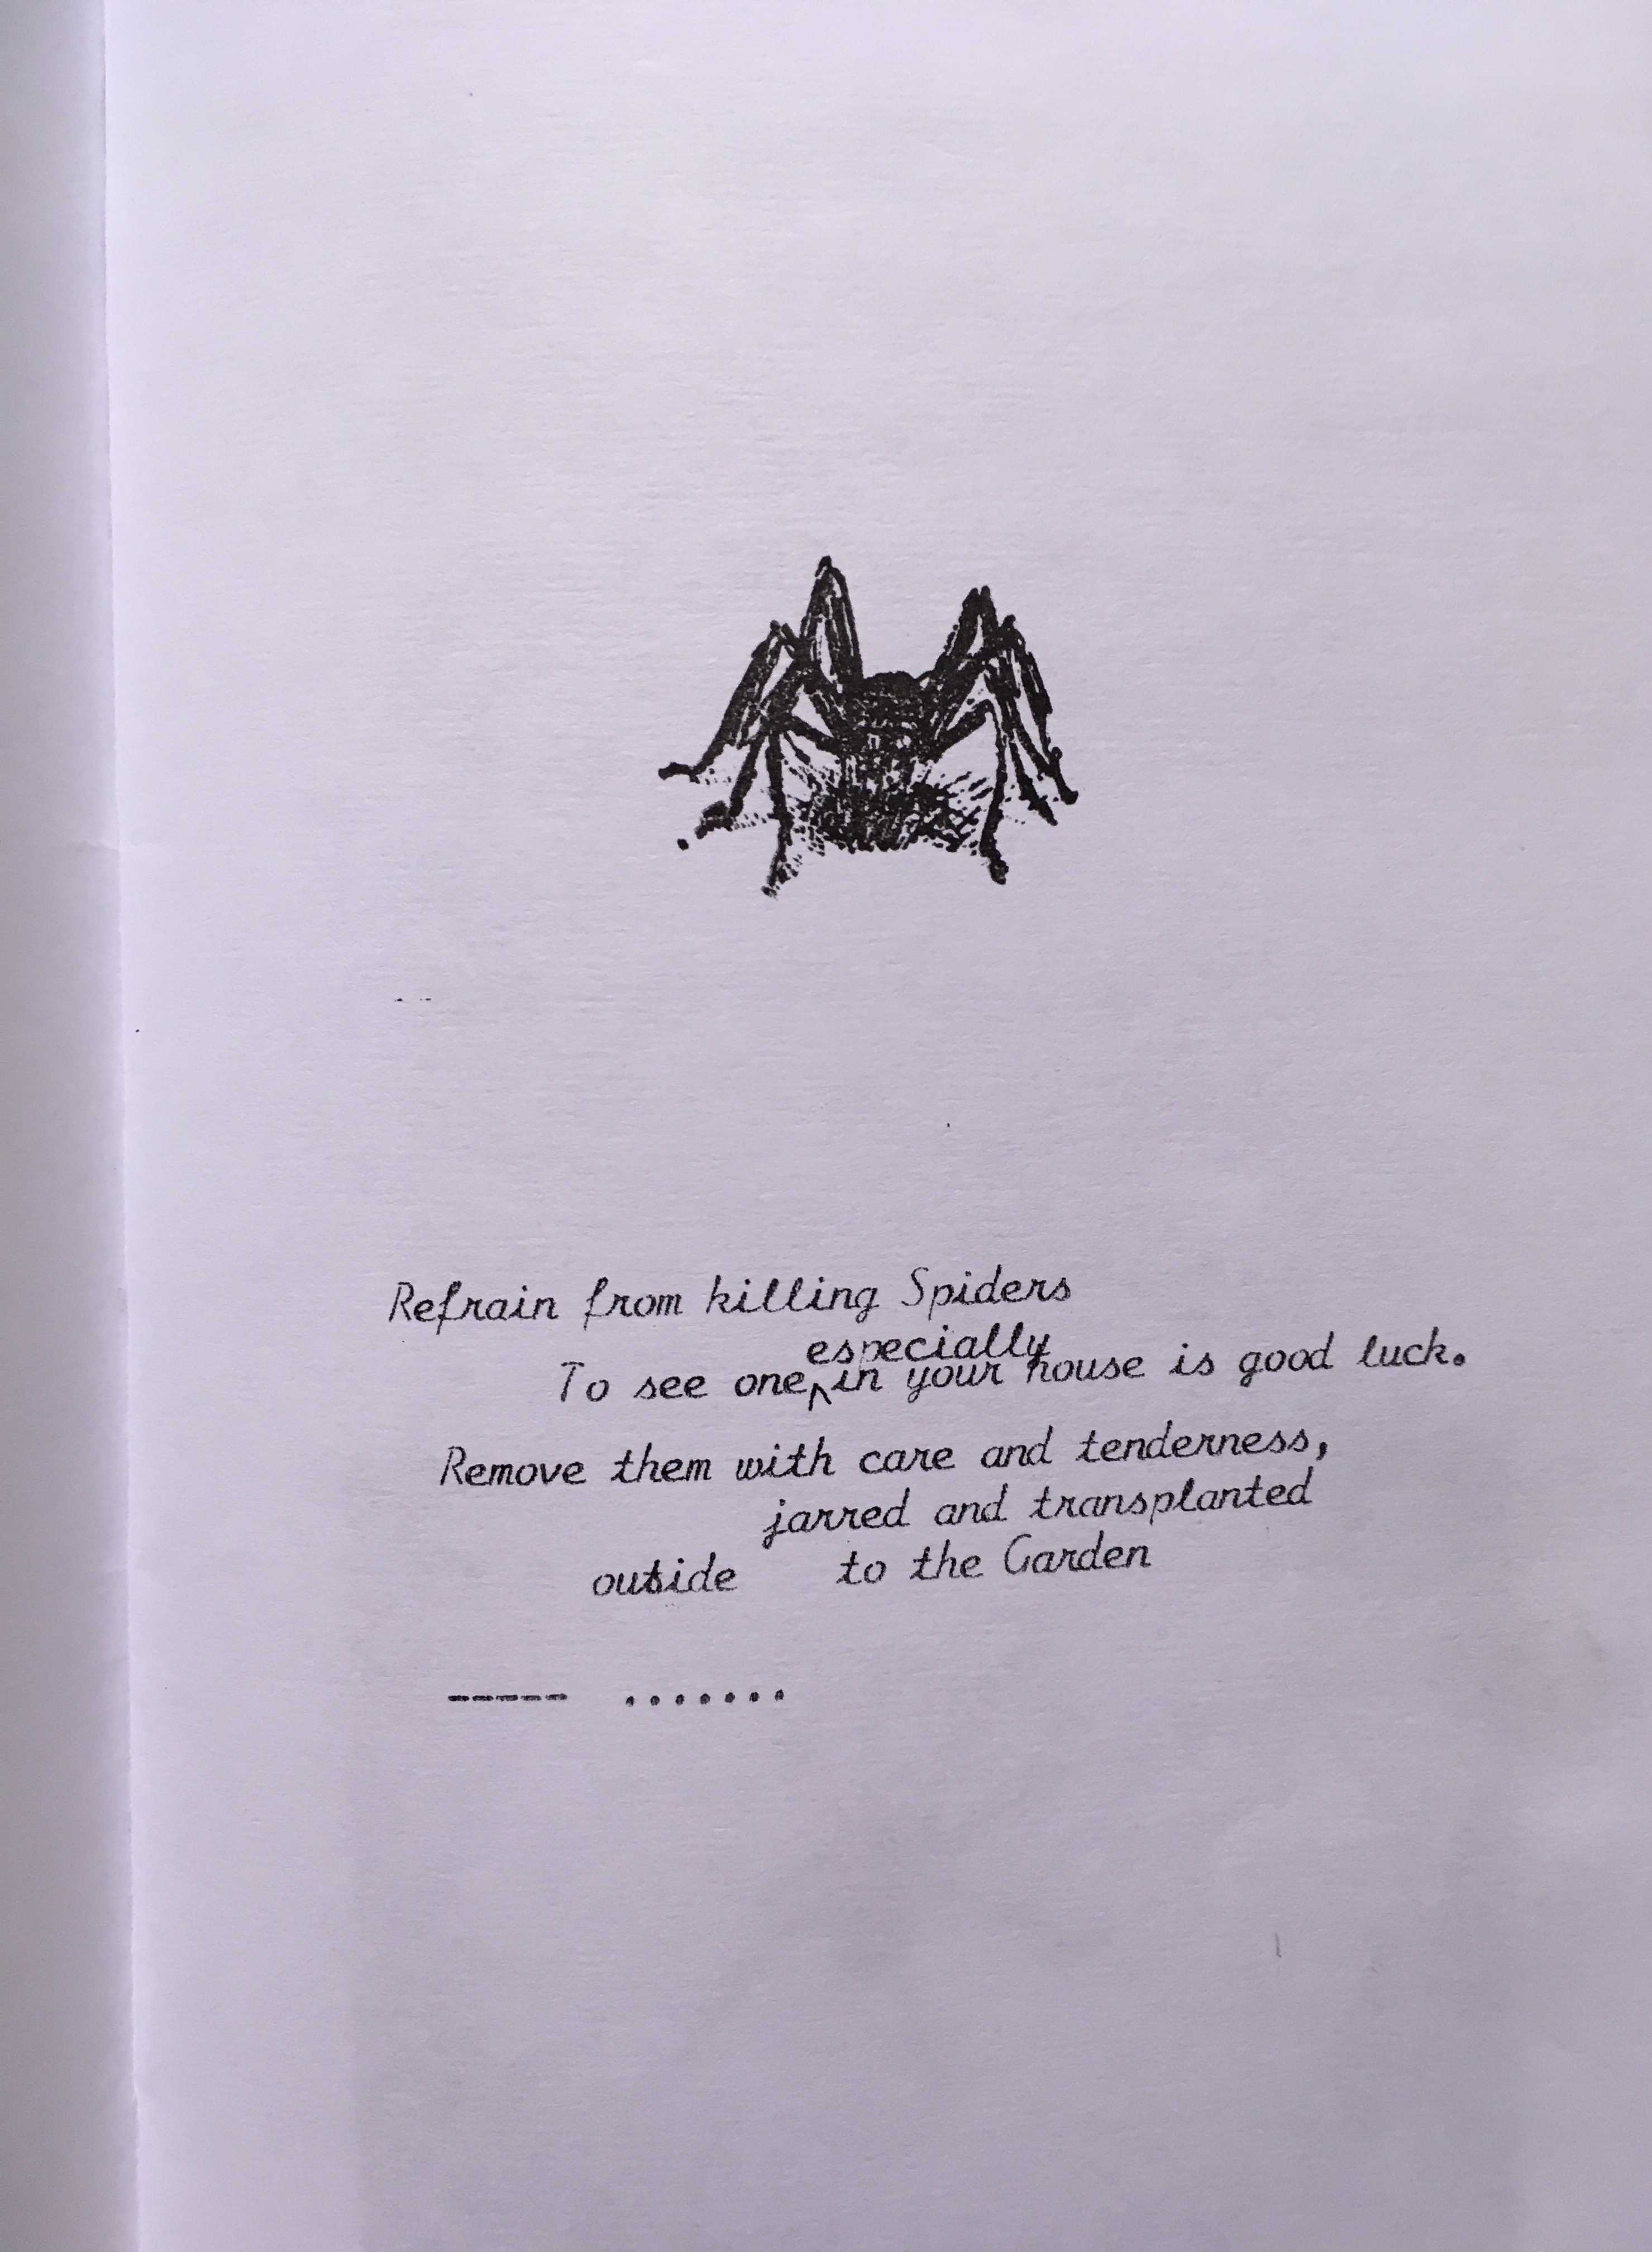 Refrain from killing Spiders
especially
To see one,^in your house is good luck.
Remove them with care and tenderness,
jarred and transplanted
outside to the Garden
----- .......